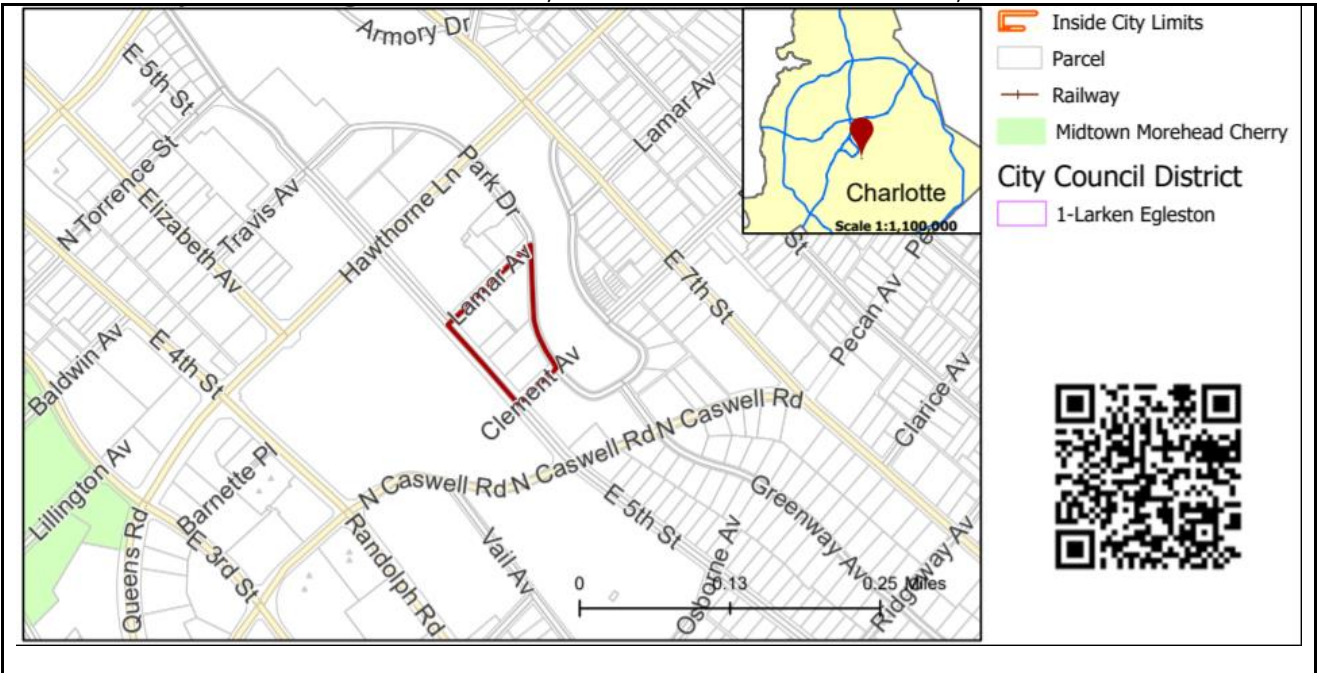 Armory Dr
E 5th St
Lamar Av
N Torrence St
Elizabeth Av
Travis Av
Hawthorne Ln
Park Dr
Lamar Av
E 7th St
St
Pe
Pecan Av
Baldwin Av
E 4th St
Clement Av
Clarice Av
N Caswell Rd
N Caswell Rd
N Caswell Rd
Lillington Av
Barnette Pl
Queens Rd
E 3rd St
Randolph Rd
Vail Av
E 5th St
Osborne Av
Greenway Av
Ridgeway Av
0 0.13 0.25 Miles
Charlotte
Scale 1:1,100,000
Inside City Limits
Parcel
Railway
Midtown Morehead Cherry
City Council District
1-Larken Egleston